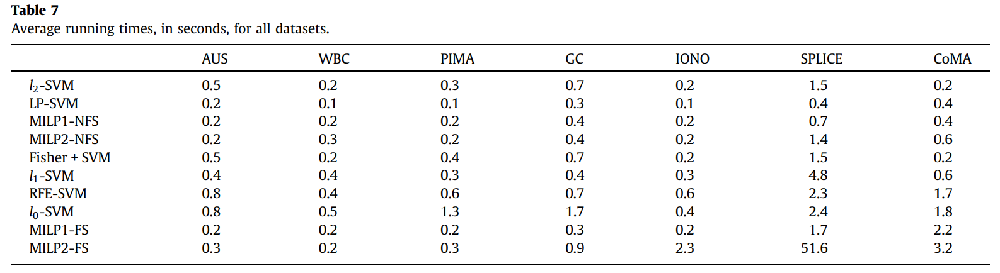 Table 7
Average running times, in seconds, for all datasets.
AUS WBC PIMA GC IONO SPLICE CoMA
l2-SVM 0.5 0.2 0.3 0.7 0.2 1.5 0.2
LP-SVM 0.2 0.1 0.1 0.3 0.1 0.4 0.4
MILP1-NFS 0.2 0.2 0.2 0.4 0.2 0.7 0.4
MILP2-NFS 0.2 0.3 0.2 0.4 0.2 1.4 0.6
Fisher + SVM 0.5 0.2 0.4 0.7 0.2 1.5 0.2
l1-SVM 0.4 0.4 0.3 0.4 0.3 4.8 0.6
RFE-SVM 0.8 0.4 0.6 0.7 0.6 2.3 1.7
l0-SVM 0.8 0.5 1.3 1.7 0.4 2.4 1.8
MILP1-FS 0.2 0.2 0.2 0.3 0.2 1.7 2.2
MILP2-FS 0.3 0.2 0.3 0.9 2.3 51.6 3.2